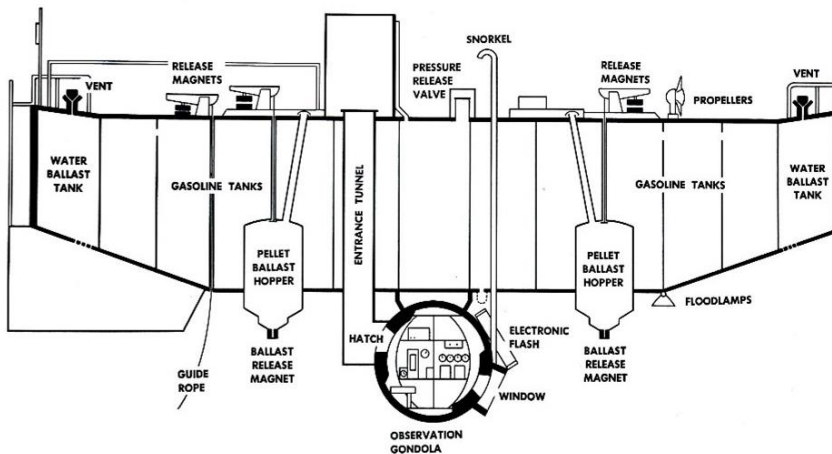 SNORKEL
RELEASE
MAGNETS
PRESSURE
RELEASE
VALVE
RELEASE
MAGNETS
VENT
PROPELLERS
VENT
WATER
BALLAST
TANK
GASOLINE TANKS
ENTRANCE TUNNEL
GASOLINE TANKS
WATER
BALLAST
TANK
PELLET
BALLAST
HOPPER
PELLET
BALLAST
HOPPER
FLOODLAMPS
HATCH
ELECTRONIC
FLASH
BALLAST
RELEASE
MAGNET
BALLAST
RELEASE
MAGNET
GUIDE
ROPE
WINDOW
OBSERVATION
GONDOLA